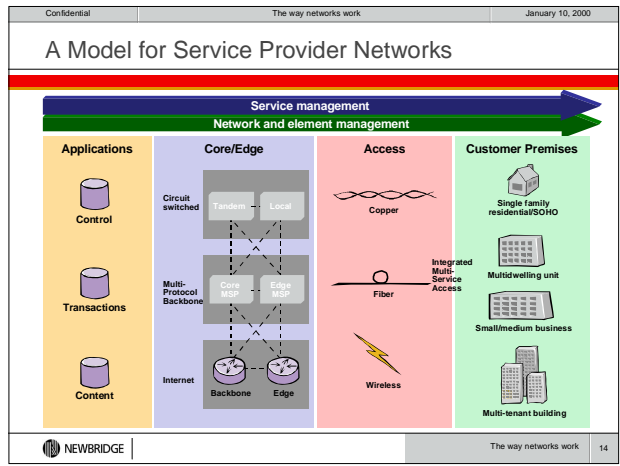 Confidential
The way networks work
January 10, 2000
A Model for Service Provider Networks
Service management
Network and element management
Applications
Control
Transactions
Content
Core/Edge
Circuit
switched
Tandem
Local
Multi-
Protocol
Backbone
Core
MSP
Edge
MSP
Internet
Backbone
Edge
Access
Copper
Fiber
Integrated
Multi-
Service
Access
Wireless
Customer Premises
Single family
residential/SOHO
Multidwelling unit
Small/medium business
Multi-tenant building
NEWBRIDGE
The way networks work
14